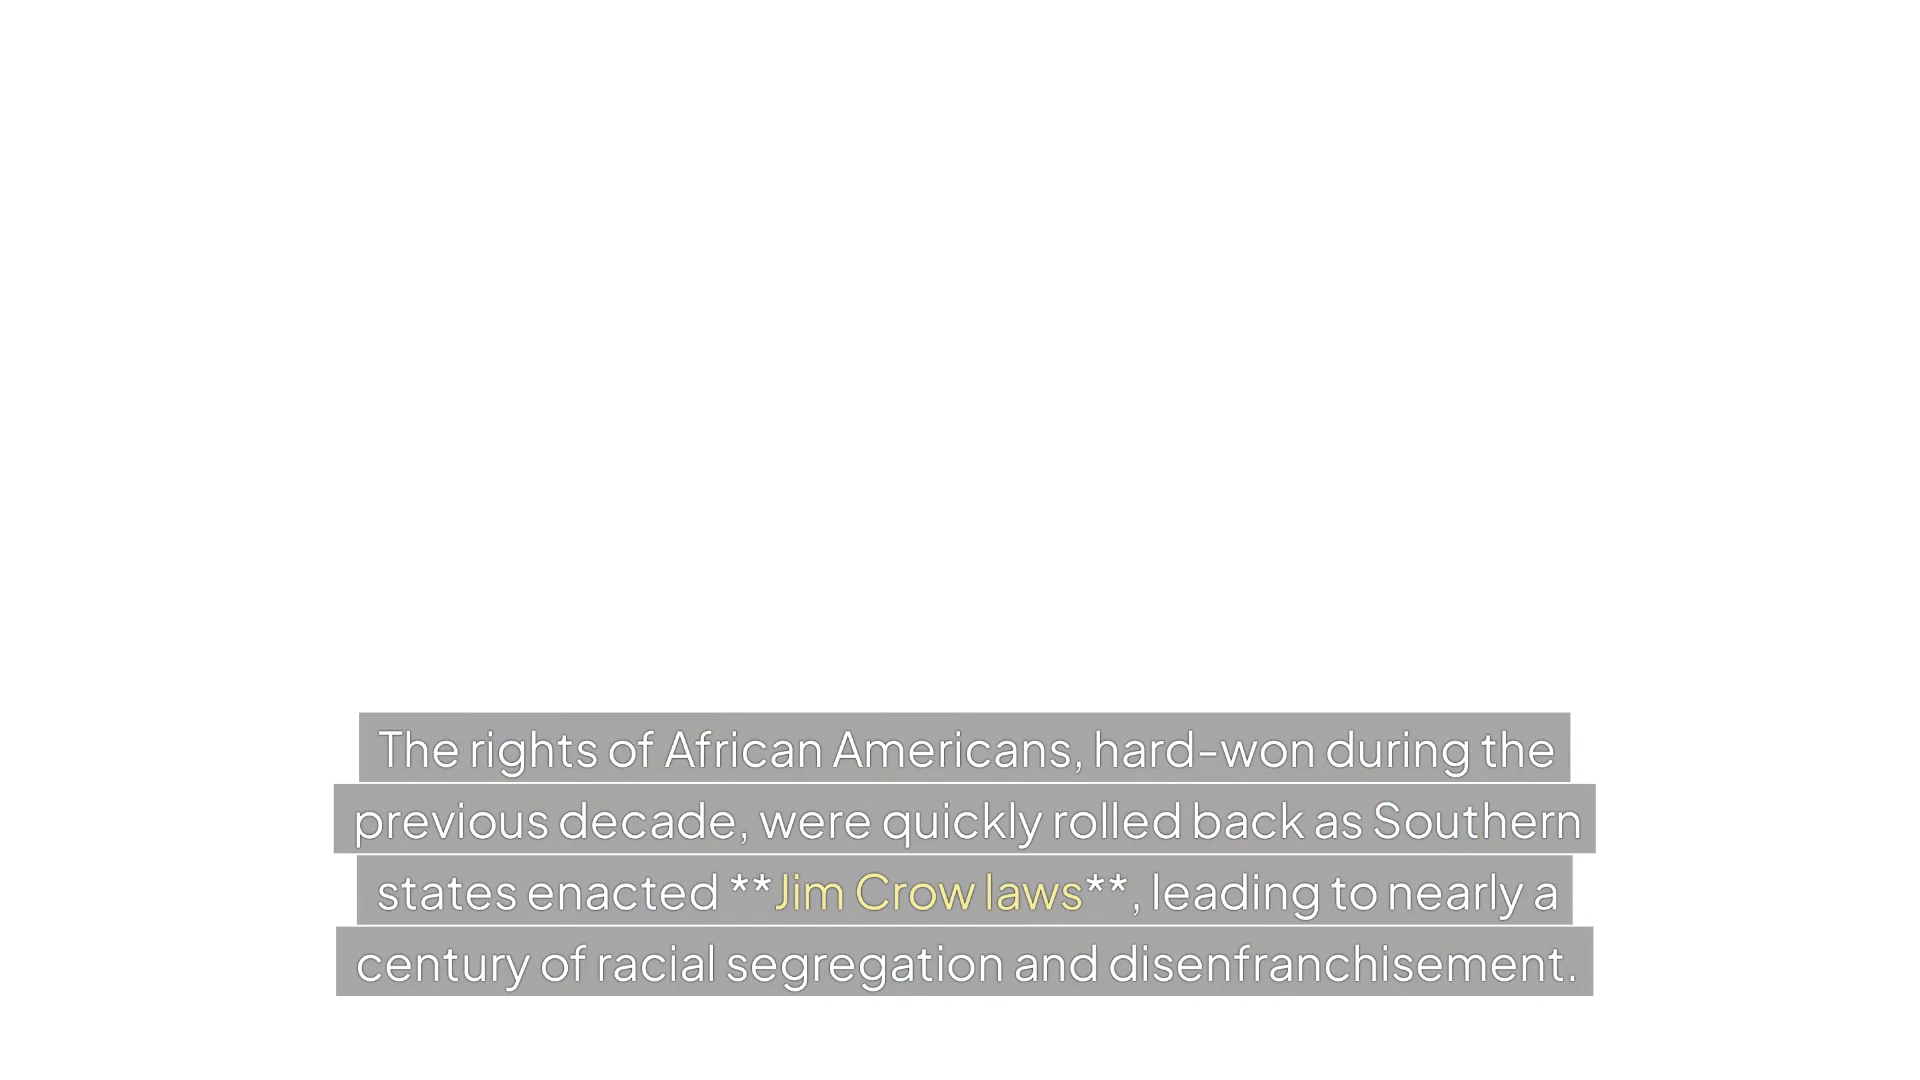 The rights of African Americans, hard-won during the
previous decade, were quickly rolled back as Southern
states enacted **Jim Crow laws** , leading to nearly a
century of racial segregation and disenfranchisement.